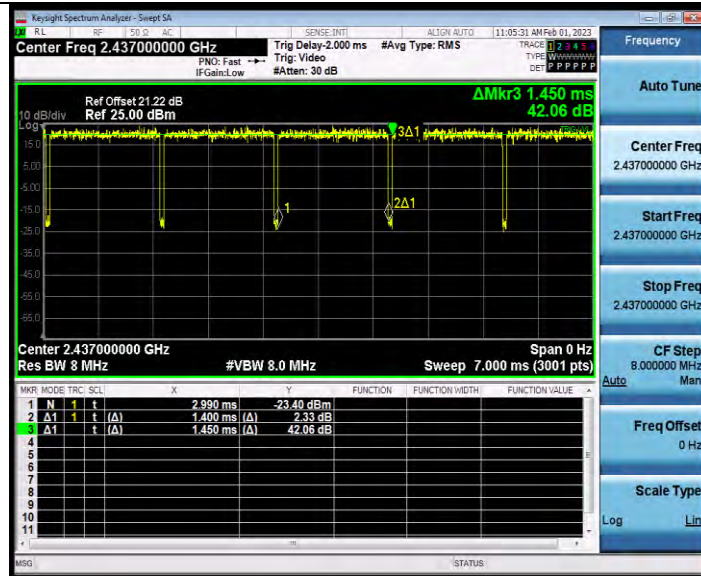 Keysight Spectrum Analyzer - Swept SA
RL RF 50 Ω AC SENSE:INT ALIGN AUTO 11:05:31 AM Feb 01, 2023
Center Freq 2.437000000 GHz
PNO: Fast
IFGain:Low
Trig Delay-2.000 ms
Trig: Video
#Atten: 30 dB
#Avg Type: RMS
TRACE 1 2 3 4 5 6
TYPE
DET P P P P P P
Frequency
Auto Tune
Ref Offset 21.22 dB
10 dB/div Ref 25.00 dBm
ΔMkr3 1.450 ms
42.06 dB
Log
15.0
5.00
-5.00
-15.0
-25.0
-35.0
-45.0
-55.0
-65.0
3Δ1
1
2Δ1
Center Freq
2.437000000 GHz
Start Freq
2.437000000 GHz
Stop Freq
2.437000000 GHz
CF Step
8.000000 MHz
Auto Man
Freq Offset
0 Hz
Scale Type
Log Lin
Center 2.437000000 GHz Span 0 Hz
Res BW 8 MHz #VBW 8.0 MHz Sweep 7.000 ms (3001 pts)
MKR MODE TRC SCL X Y FUNCTION FUNCTION WIDTH FUNCTION VALUE
1 N 1 t 2.990 ms -23.40 dBm
2 Δ1 1 t (Δ) 1.400 ms (Δ) 2.33 dB
3 Δ1 t (Δ) 1.450 ms (Δ) 42.06 dB
4
5
6
7
8
9
10
11
MSG STATUS